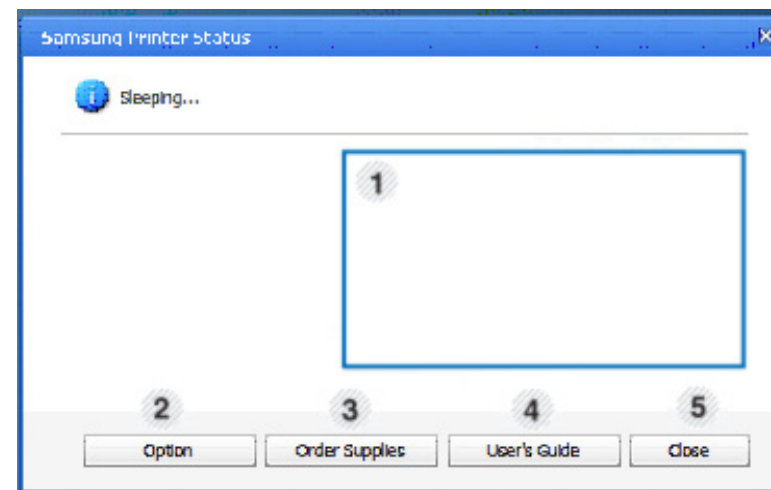 Samsung Printer Status
Sleeping...
1
2 3 4 5
Option Order Supplies User's Guide Close